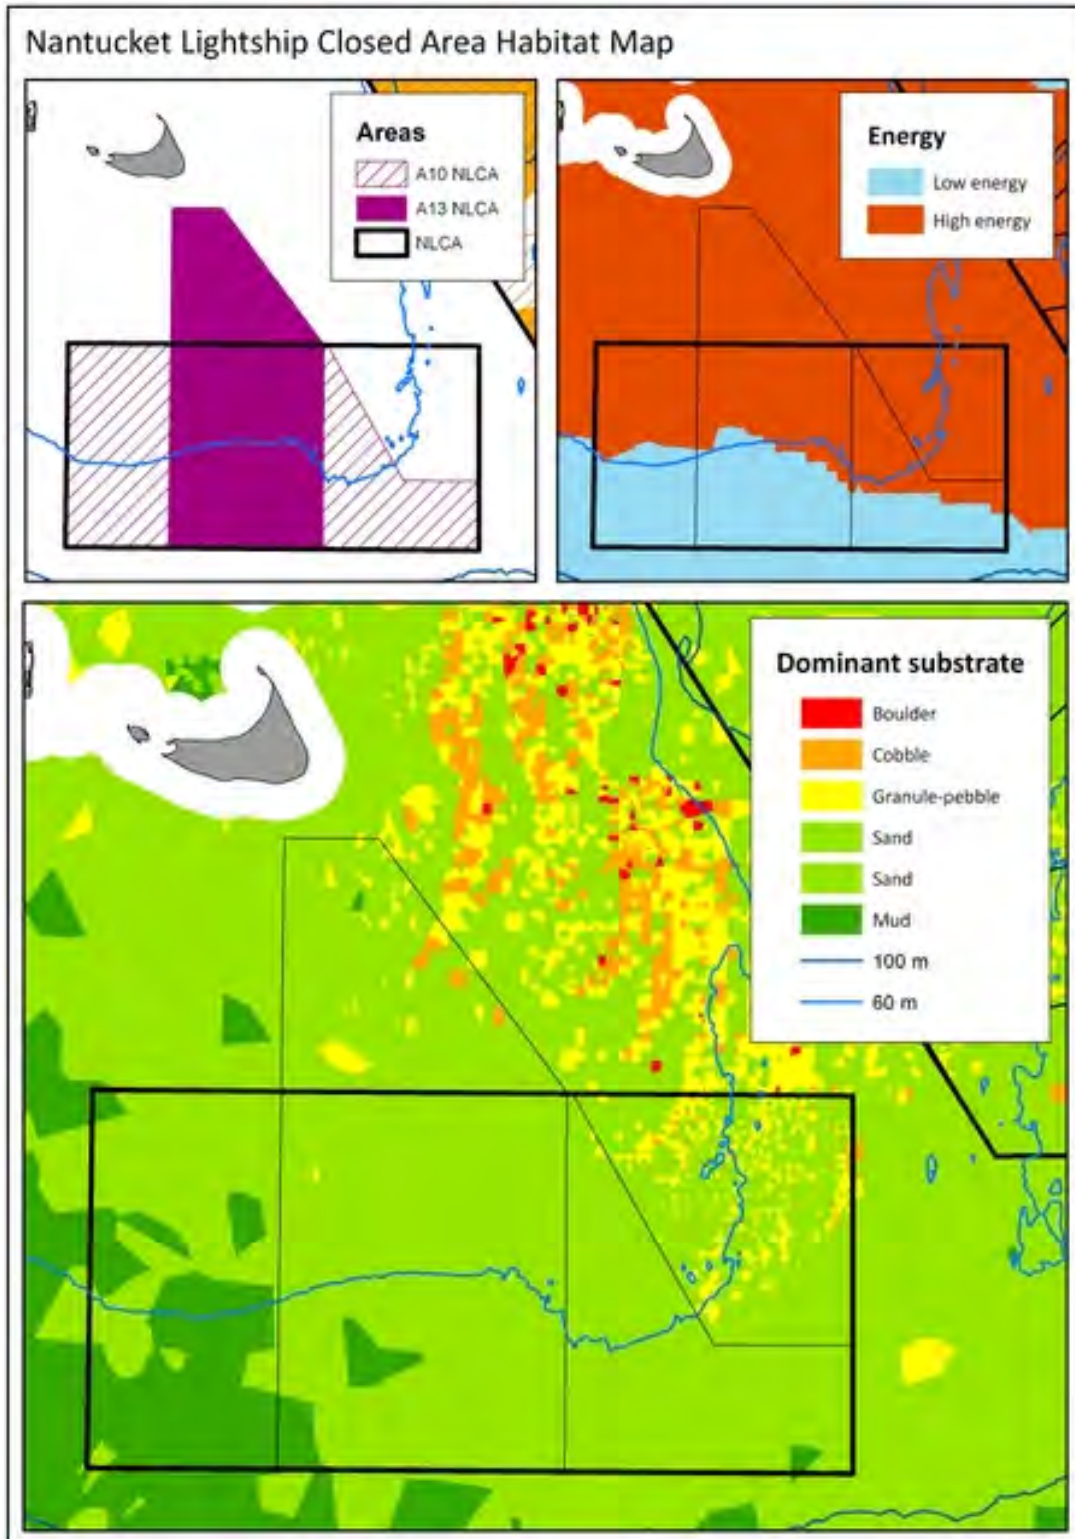 Nantucket Lightship Closed Area Habitat Map
Areas
A10 NLCA
A13 NLCA
NLCA
Energy
Low energy
High energy
Dominant substrate
Boulder
Cobble
Granule-pebble
Sand
Sand
Mud
100 m
60 m